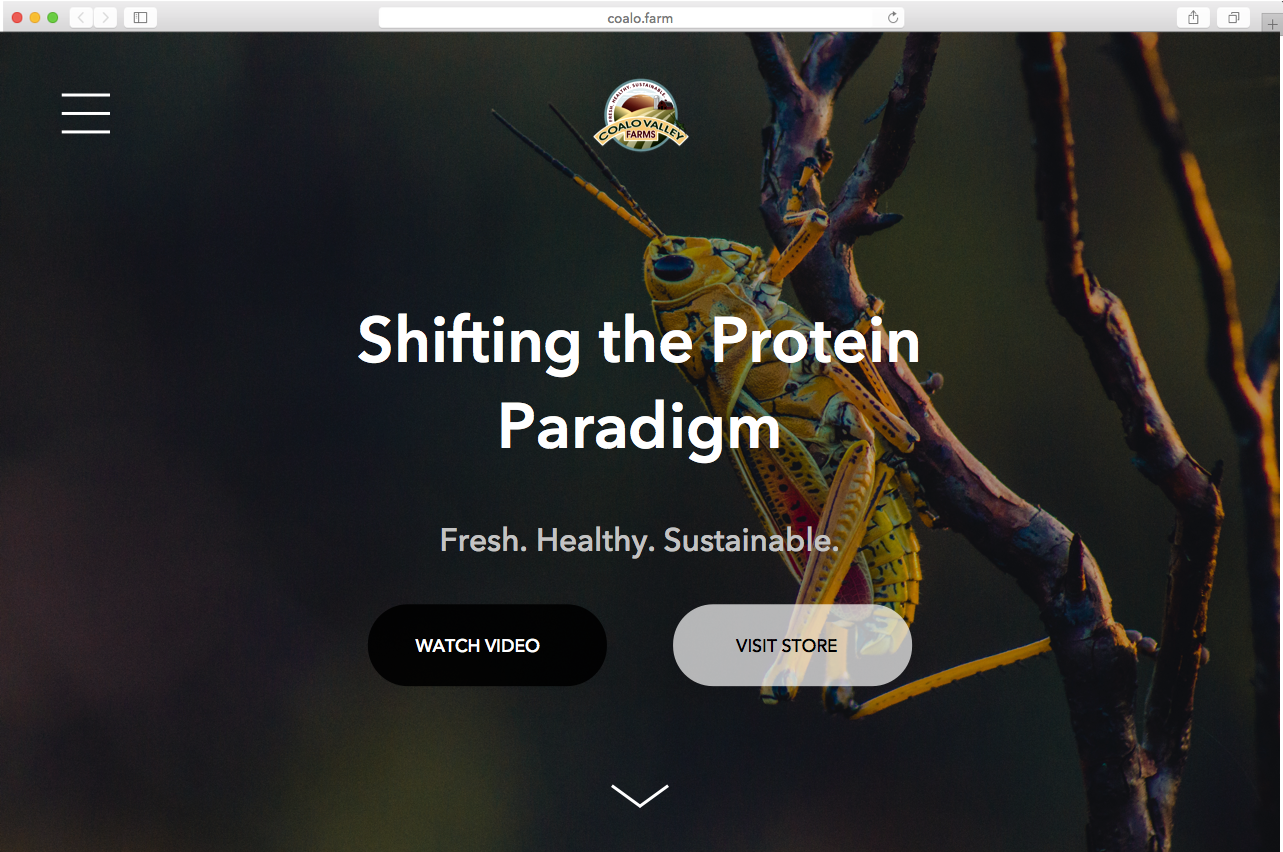 coalo.farm
FRESH. HEALTHY. SUSTAINABLE.
COALO VALLEY
FARMS
Shifting the Protein
Paradigm
Fresh. Healthy. Sustainable.
WATCH VIDEO
VISIT STORE